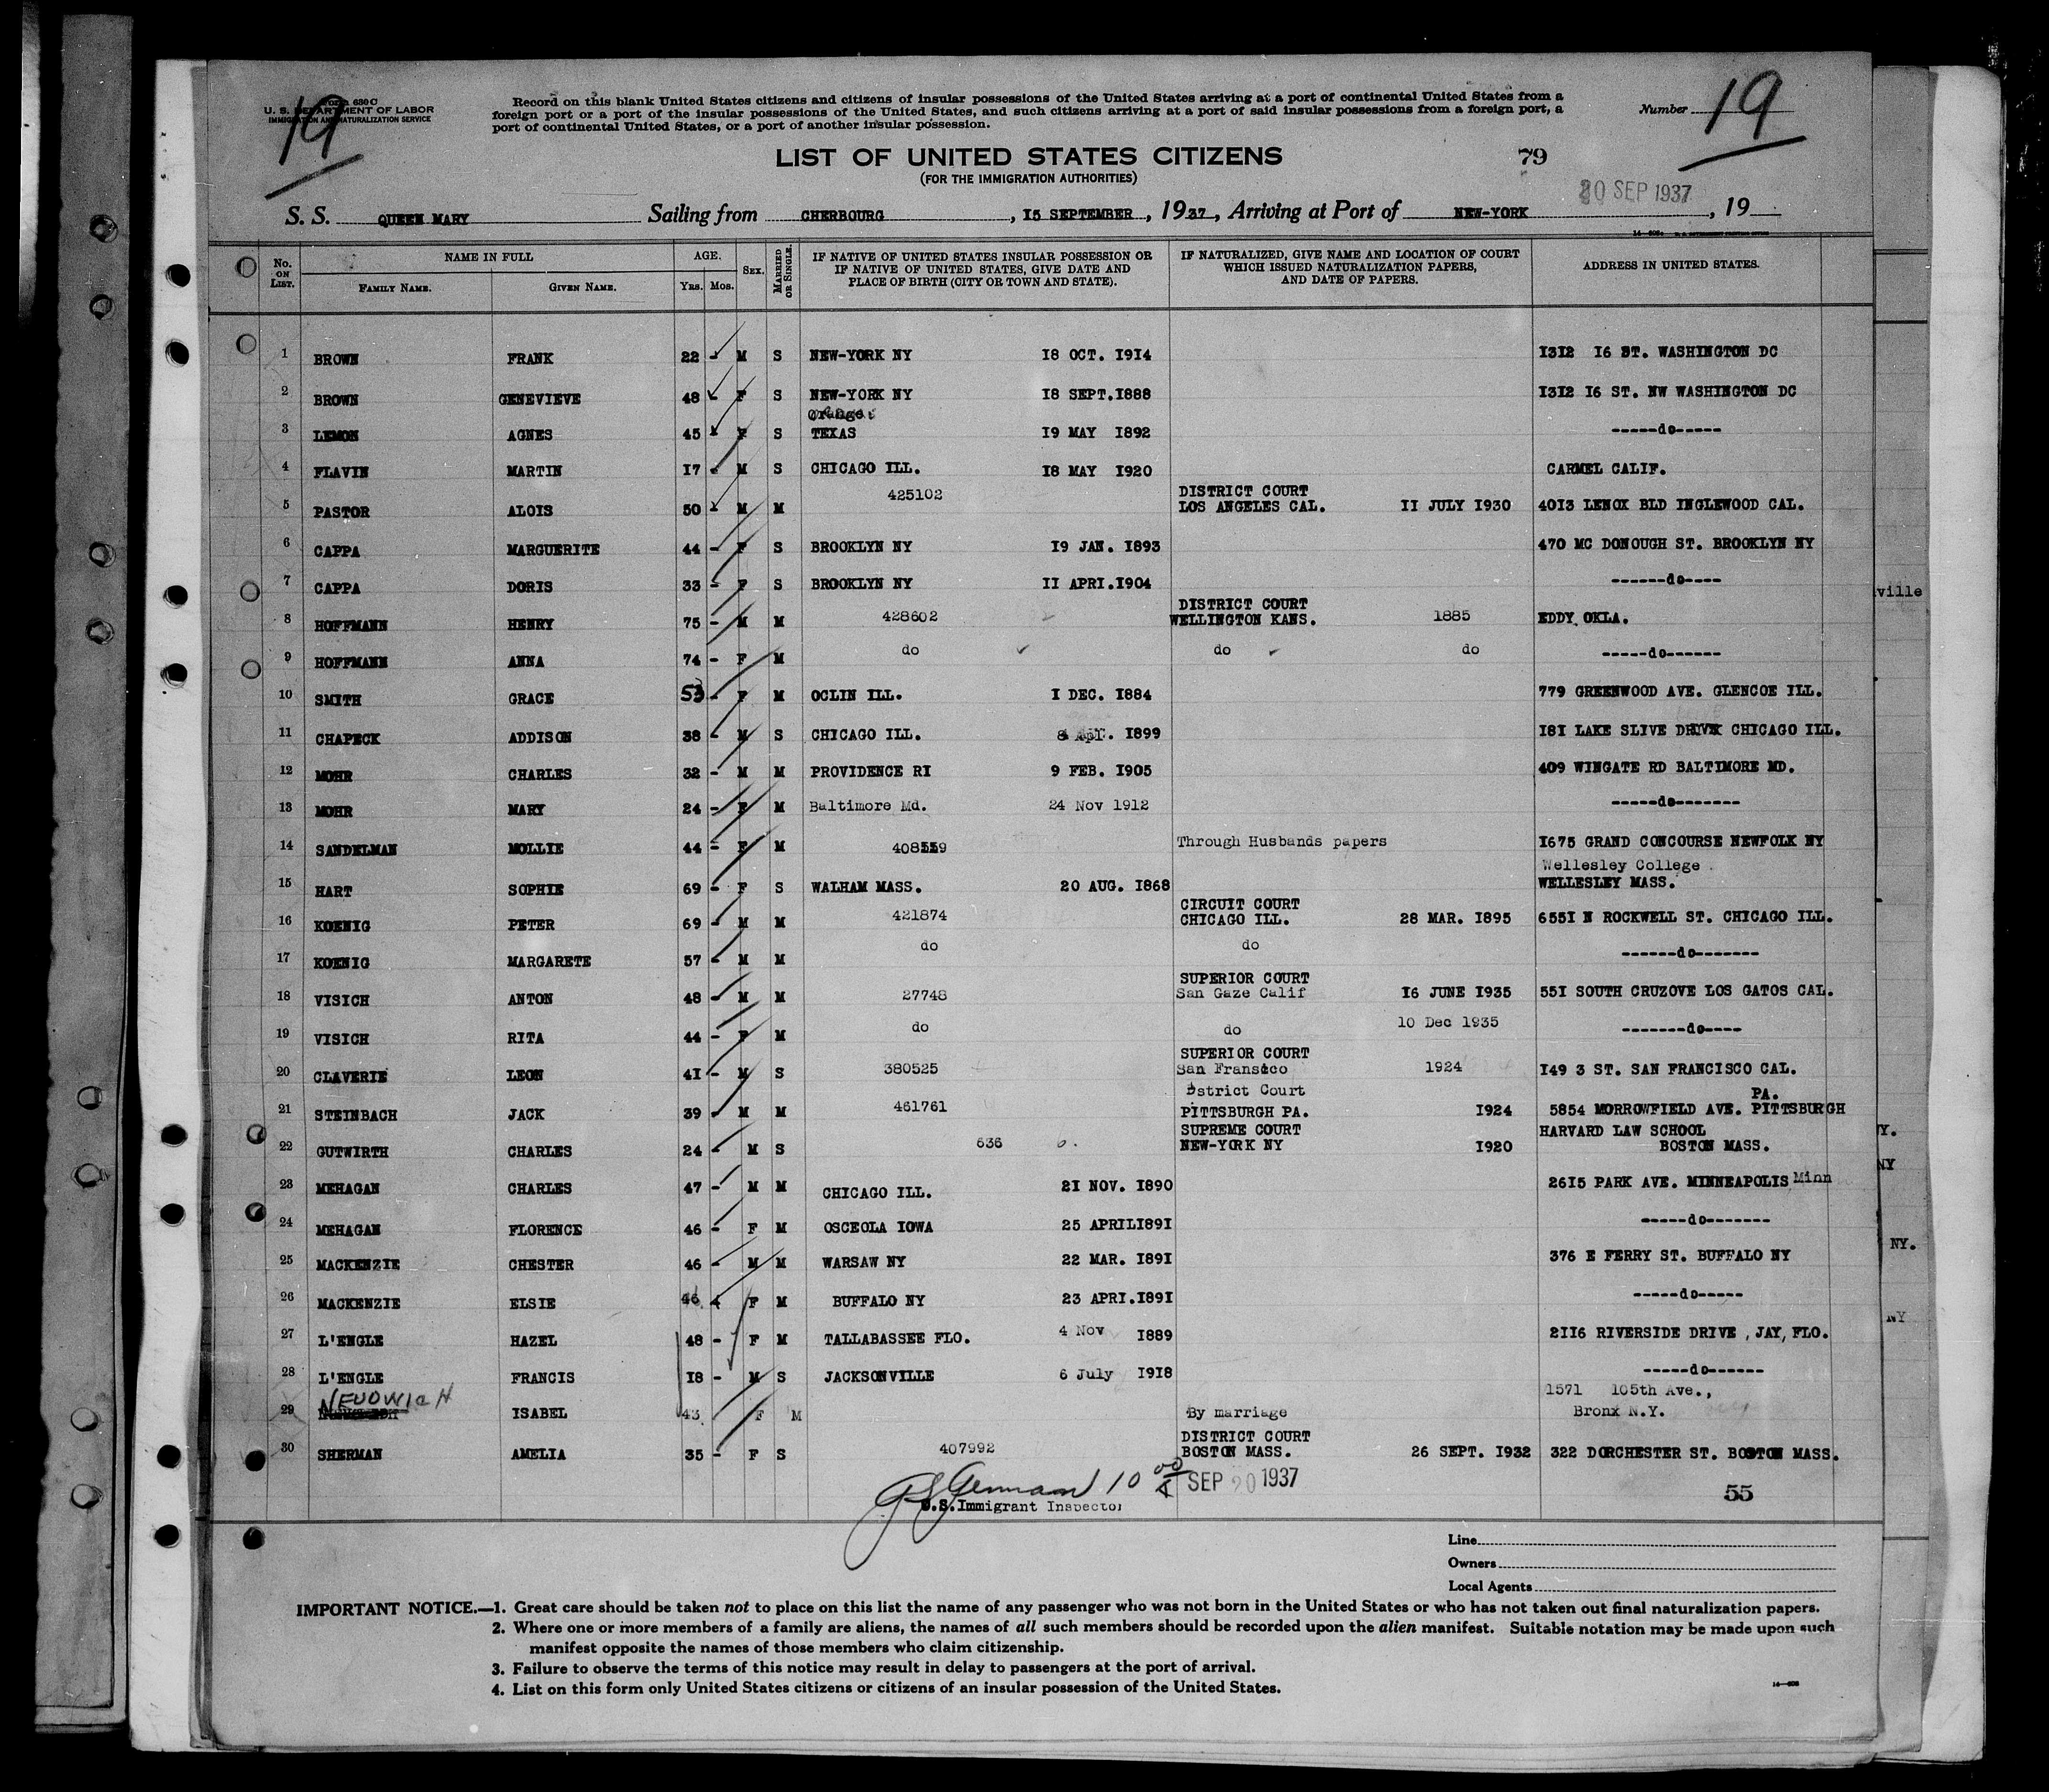 Form 630 C
U. S. DEPARTMENT OF LABOR
IMMIGRATION AND NATURALIZATION SERVICE
19
Record on this blank United States citizens and citizens of insular possessions of the United States arriving at a port of continental United States from a
foreign port or a port of the insular possessions of the United States, and such citizens arriving at a port of said insular possessions from a foreign port, a
port of continental United States, or a port of another insular possession.
Number 19
LIST OF UNITED STATES CITIZENS
79
(FOR THE IMMIGRATION AUTHORITIES)
20 SEP 1937
S. S. QUEEN MARY Sailing from CHERBOURG, 15 SEPTEMBER, 1937, Arriving at Port of NEW-YORK, 19
No. ON LIST. NAME IN FULL FAMILY NAME. GIVEN NAME. AGE. YRS. MOS. SEX. MARRIED OR SINGLE. IF NATIVE OF UNITED STATES INSULAR POSSESSION OR IF NATIVE OF UNITED STATES, GIVE DATE AND PLACE OF BIRTH (CITY OR TOWN AND STATE). IF NATURALIZED, GIVE NAME AND LOCATION OF COURT WHICH ISSUED NATURALIZATION PAPERS, AND DATE OF PAPERS. ADDRESS IN UNITED STATES.
1 BROWN FRANK 22 - M S NEW-YORK NY 18 OCT. 1914 1312 16 ST. WASHINGTON DC
2 BROWN GENEVIEVE 48 - F S NEW-YORK NY 18 SEPT.1888 1312 16 ST. NW WASHINGTON DC
Orange
3 LEMON AGNES 45 - F S TEXAS 19 MAY 1892 -----do-----
4 FLAVIN MARTIN 17 - M S CHICAGO ILL. 18 MAY 1920 CARMEL CALIF.
425102 DISTRICT COURT
5 PASTOR ALOIS 50 - M M LOS ANGELES CAL. 11 JULY 1930 4013 LENOX BLD INGLEWOOD CAL.
6 CAPPA MARGUERITE 44 - F S BROOKLYN NY 19 JAN. 1893 470 MC DONOUGH ST. BROOKLYN NY
7 CAPPA DORIS 33 - F S BROOKLYN NY 11 APRI.1904 ------do----
DISTRICT COURT
8 HOFFMANN HENRY 75 - M M 428602 WELLINGTON KANS. 1885 EDDY OKLA.
9 HOFFMANN ANNA 74 - F M do do do -----do------
10 SMITH GRACE 53 - F M OCLIN ILL. 1 DEC. 1884 779 GREENWOOD AVE. GLENCOE ILL.
11 CHAPECK ADDISON 38 - M S CHICAGO ILL. 1899 181 LAKE SLIVE DRIVE CHICAGO ILL.
12 MOHR CHARLES 32 - M M PROVIDENCE RI 9 FEB. 1905 409 WINGATE RD BALTIMORE MD.
13 MOHR MARY 24 - F M Baltimore Md. 24 Nov 1912 -----do-------
14 SANDELMAN MOLLIE 44 - F M 408559 Through Husbands papers 1675 GRAND CONCOURSE NEWFOLK NY
Wellesley College
15 HART SOPHIE 69 - F S WALHAM MASS. 20 AUG. 1868 WELLESLEY MASS.
CIRCUIT COURT
16 KOENIG PETER 69 - M M 421874 CHICAGO ILL. 28 MAR. 1895 6551 N ROCKWELL ST. CHICAGO ILL.
17 KOENIG MARGARETE 57 - M M do do ------do-------
SUPERIOR COURT
18 VISICH ANTON 48 - M M 27748 San Gaze Calif 16 JUNE 1935 551 SOUTH CRUZOVE LOS GATOS CAL.
19 VISICH RITA 44 - F M do do 10 Dec 1935 -------do----
SUPERIOR COURT
20 CLAVERIE LEON 41 - M S 380525 San Fransico 1924 149 3 ST. SAN FRANCISCO CAL.
Dstrict Court PA.
21 STEINBACH JACK 39 - M M 461761 PITTSBURGH PA. 1924 5854 MORROWFIELD AVE. PITTSBURGH
SUPREME COURT HARVARD LAW SCHOOL
22 GUTWIRTH CHARLES 24 - M S 636 NEW-YORK NY 1920 BOSTON MASS.
23 MEHAGAN CHARLES 47 - M M CHICAGO ILL. 21 NOV. 1890 2615 PARK AVE. MINNEAPOLIS Minn
24 MEHAGAN FLORENCE 46 - F M OSCEOLA IOWA 25 APRIL1891 -----do-------
25 MACKENZIE CHESTER 46 - M M WARSAW NY 22 MAR. 1891 376 E FERRY ST. BUFFALO NY
26 MACKENZIE ELSIE 46 F M BUFFALO NY 23 APRI.1891 -----do-----
27 L'ENGLE HAZEL 48 - F M TALLABASSEE FLO. 4 Nov 1889 2116 RIVERSIDE DRIVE , JAY, FLO.
28 L'ENGLE FRANCIS 18 - M S JACKSONVILLE 6 July 1918 -----do------
NEUDWICH 1571 105th Ave.,
29 ISABEL 43 F M By marriage Bronx N.Y.
DISTRICT COURT
30 SHERMAN AMELIA 35 - F S 407992 BOSTON MASS. 26 SEPT. 1932 322 DORCHESTER ST. BOSTON MASS.
10 00 A SEP 20 1937
U.S.Immigrant Inspector
55
Line
Owners
Local Agents
IMPORTANT NOTICE.—1. Great care should be taken not to place on this list the name of any passenger who was not born in the United States or who has not taken out final naturalization papers.
2. Where one or more members of a family are aliens, the names of all such members should be recorded upon the alien manifest. Suitable notation may be made upon such
manifest opposite the names of those members who claim citizenship.
3. Failure to observe the terms of this notice may result in delay to passengers at the port of arrival.
4. List on this form only United States citizens or citizens of an insular possession of the United States.
ville
Y.
NY
NY.
NY